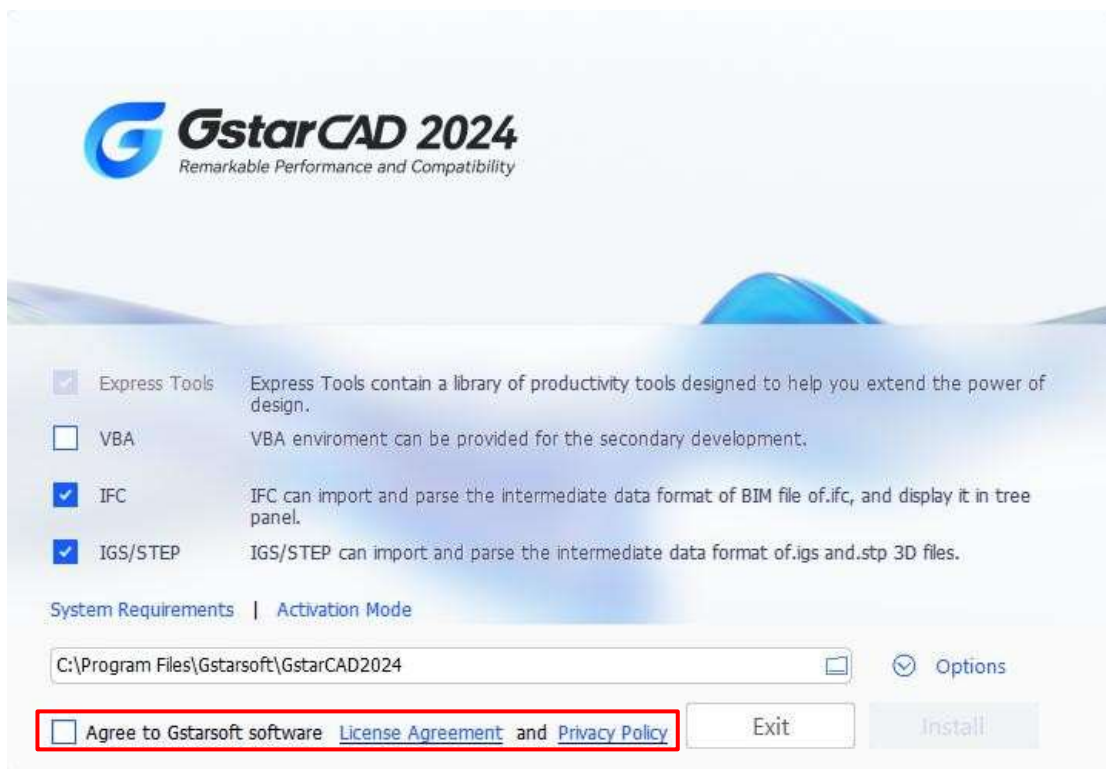 GstarCAD 2024
Remarkable Performance and Compatibility
Express Tools Express Tools contain a library of productivity tools designed to help you extend the power of
design.
VBA VBA enviroment can be provided for the secondary development.
IFC IFC can import and parse the intermediate data format of BIM file of.ifc, and display it in tree
panel.
IGS/STEP IGS/STEP can import and parse the intermediate data format of.igs and.stp 3D files.
System Requirements | Activation Mode
C:\Program Files\Gstarsoft\GstarCAD2024 Options
Agree to Gstarsoft software License Agreement and Privacy Policy Exit Install